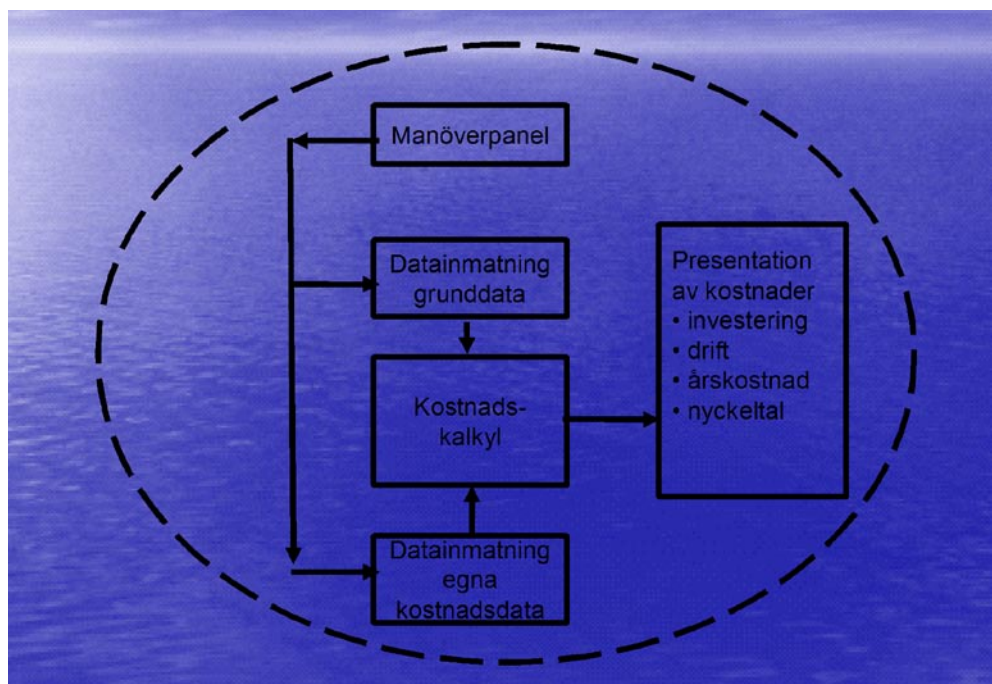 Manöverpanel
Datainmatning
grunddata
Kostnads-
kalkyl
Datainmatning
egna
kostnadsdata
Presentation
av kostnader
• investering
• drift
• årskostnad
• nyckeltal